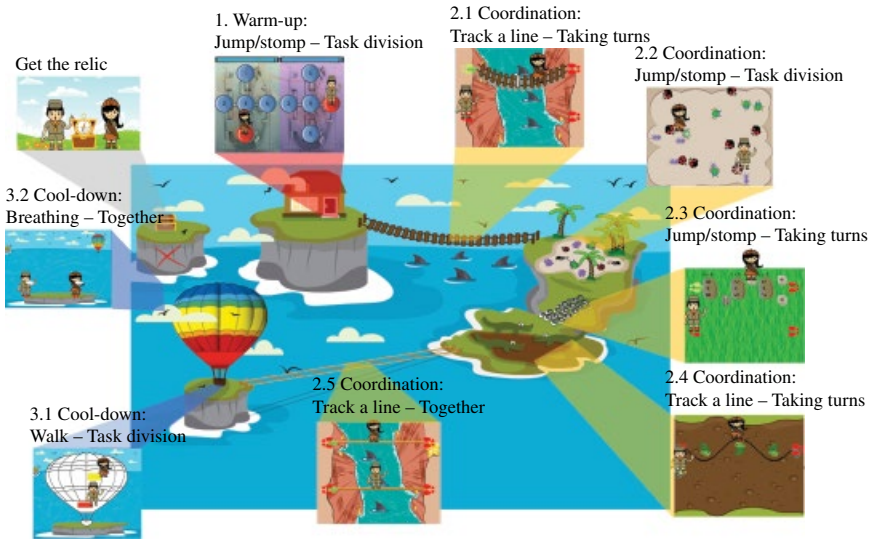 1. Warm-up:
Jump/stomp – Task division
2.1 Coordination:
Track a line – Taking turns
2.2 Coordination:
Jump/stomp – Task division
Get the relic
3.2 Cool-down:
Breathing – Together
2.3 Coordination:
Jump/stomp – Taking turns
2.4 Coordination:
Track a line – Taking turns
2.5 Coordination:
Track a line – Together
3.1 Cool-down:
Walk – Task division